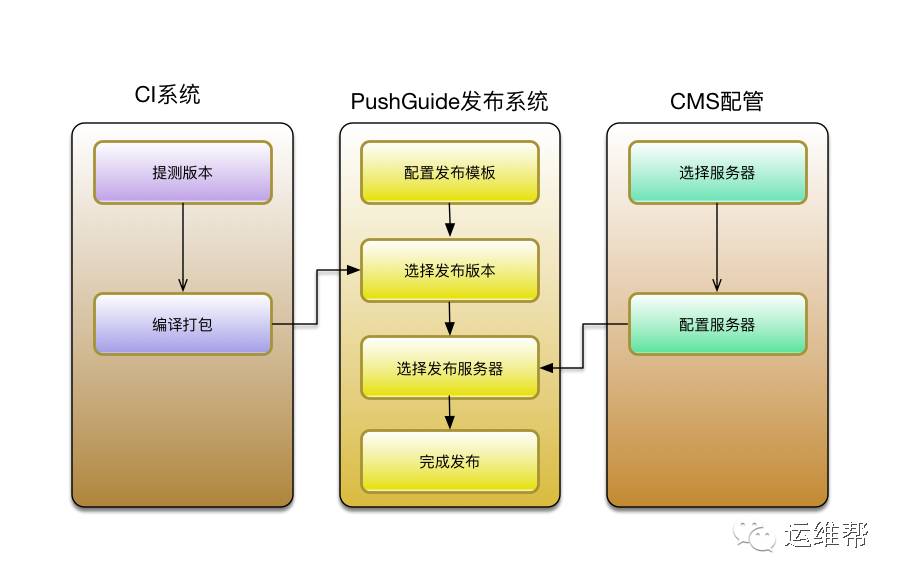 CI系统
提测版本
编译打包
PushGuide发布系统
配置发布模板
选择发布版本
选择发布服务器
完成发布
CMS配管
选择服务器
配置服务器
运维帮